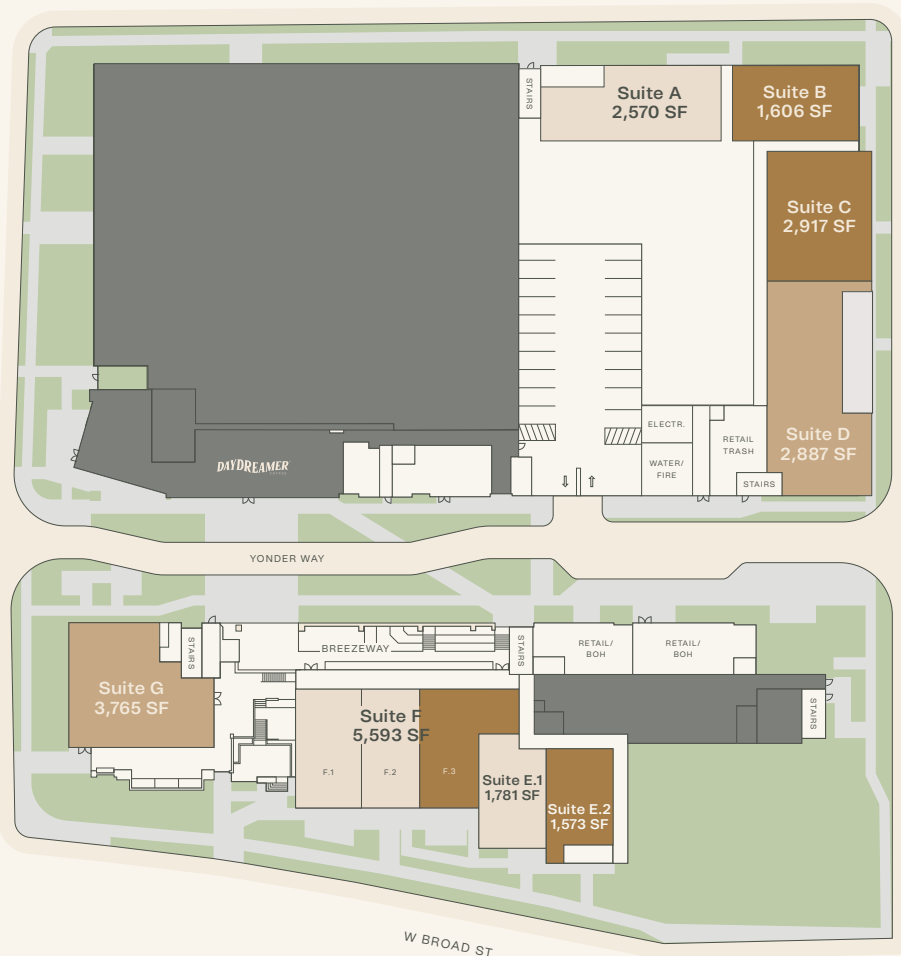 STAIRS
Suite A
2,570 SF
Suite B
1,606 SF
Suite C
2,917 SF
ELECTR.
WATER/
FIRE
RETAIL
TRASH
STAIRS
Suite D
2,887 SF
DAYDREAMER
YONDER WAY
Suite G
3,765 SF
STAIRS
BREEZEWAY
STAIRS
RETAIL/
BOH
RETAIL/
BOH
STAIRS
Suite F
5,593 SF
F.1
F.2
F.3
Suite E.1
1,781 SF
Suite E.2
1,573 SF
W BROAD ST